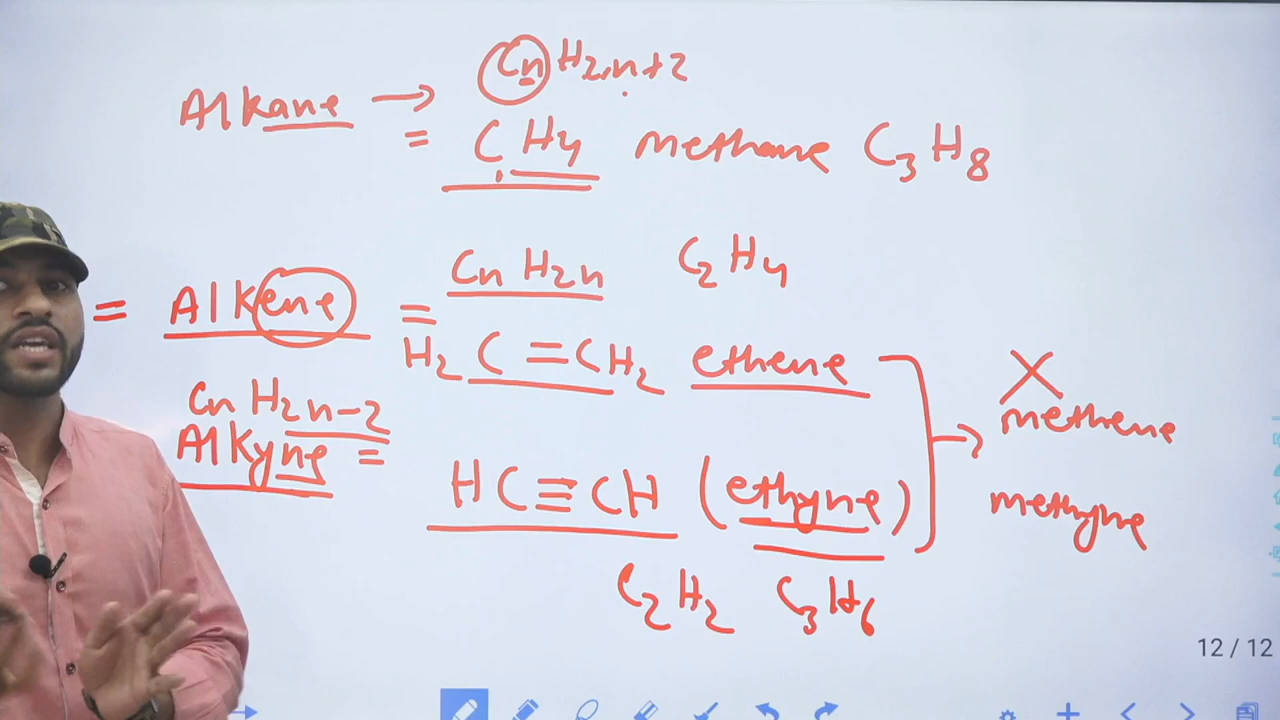 Alkane → CnH2n+2
= CH4 methane C3H8
= Alkene = CnH2n C2H4
H2C=CH2 ethene
X methene
CnH2n-2
Alkyne =
HC≡CH (ethyne)
methyne
C2H2 C3H6
12 / 12